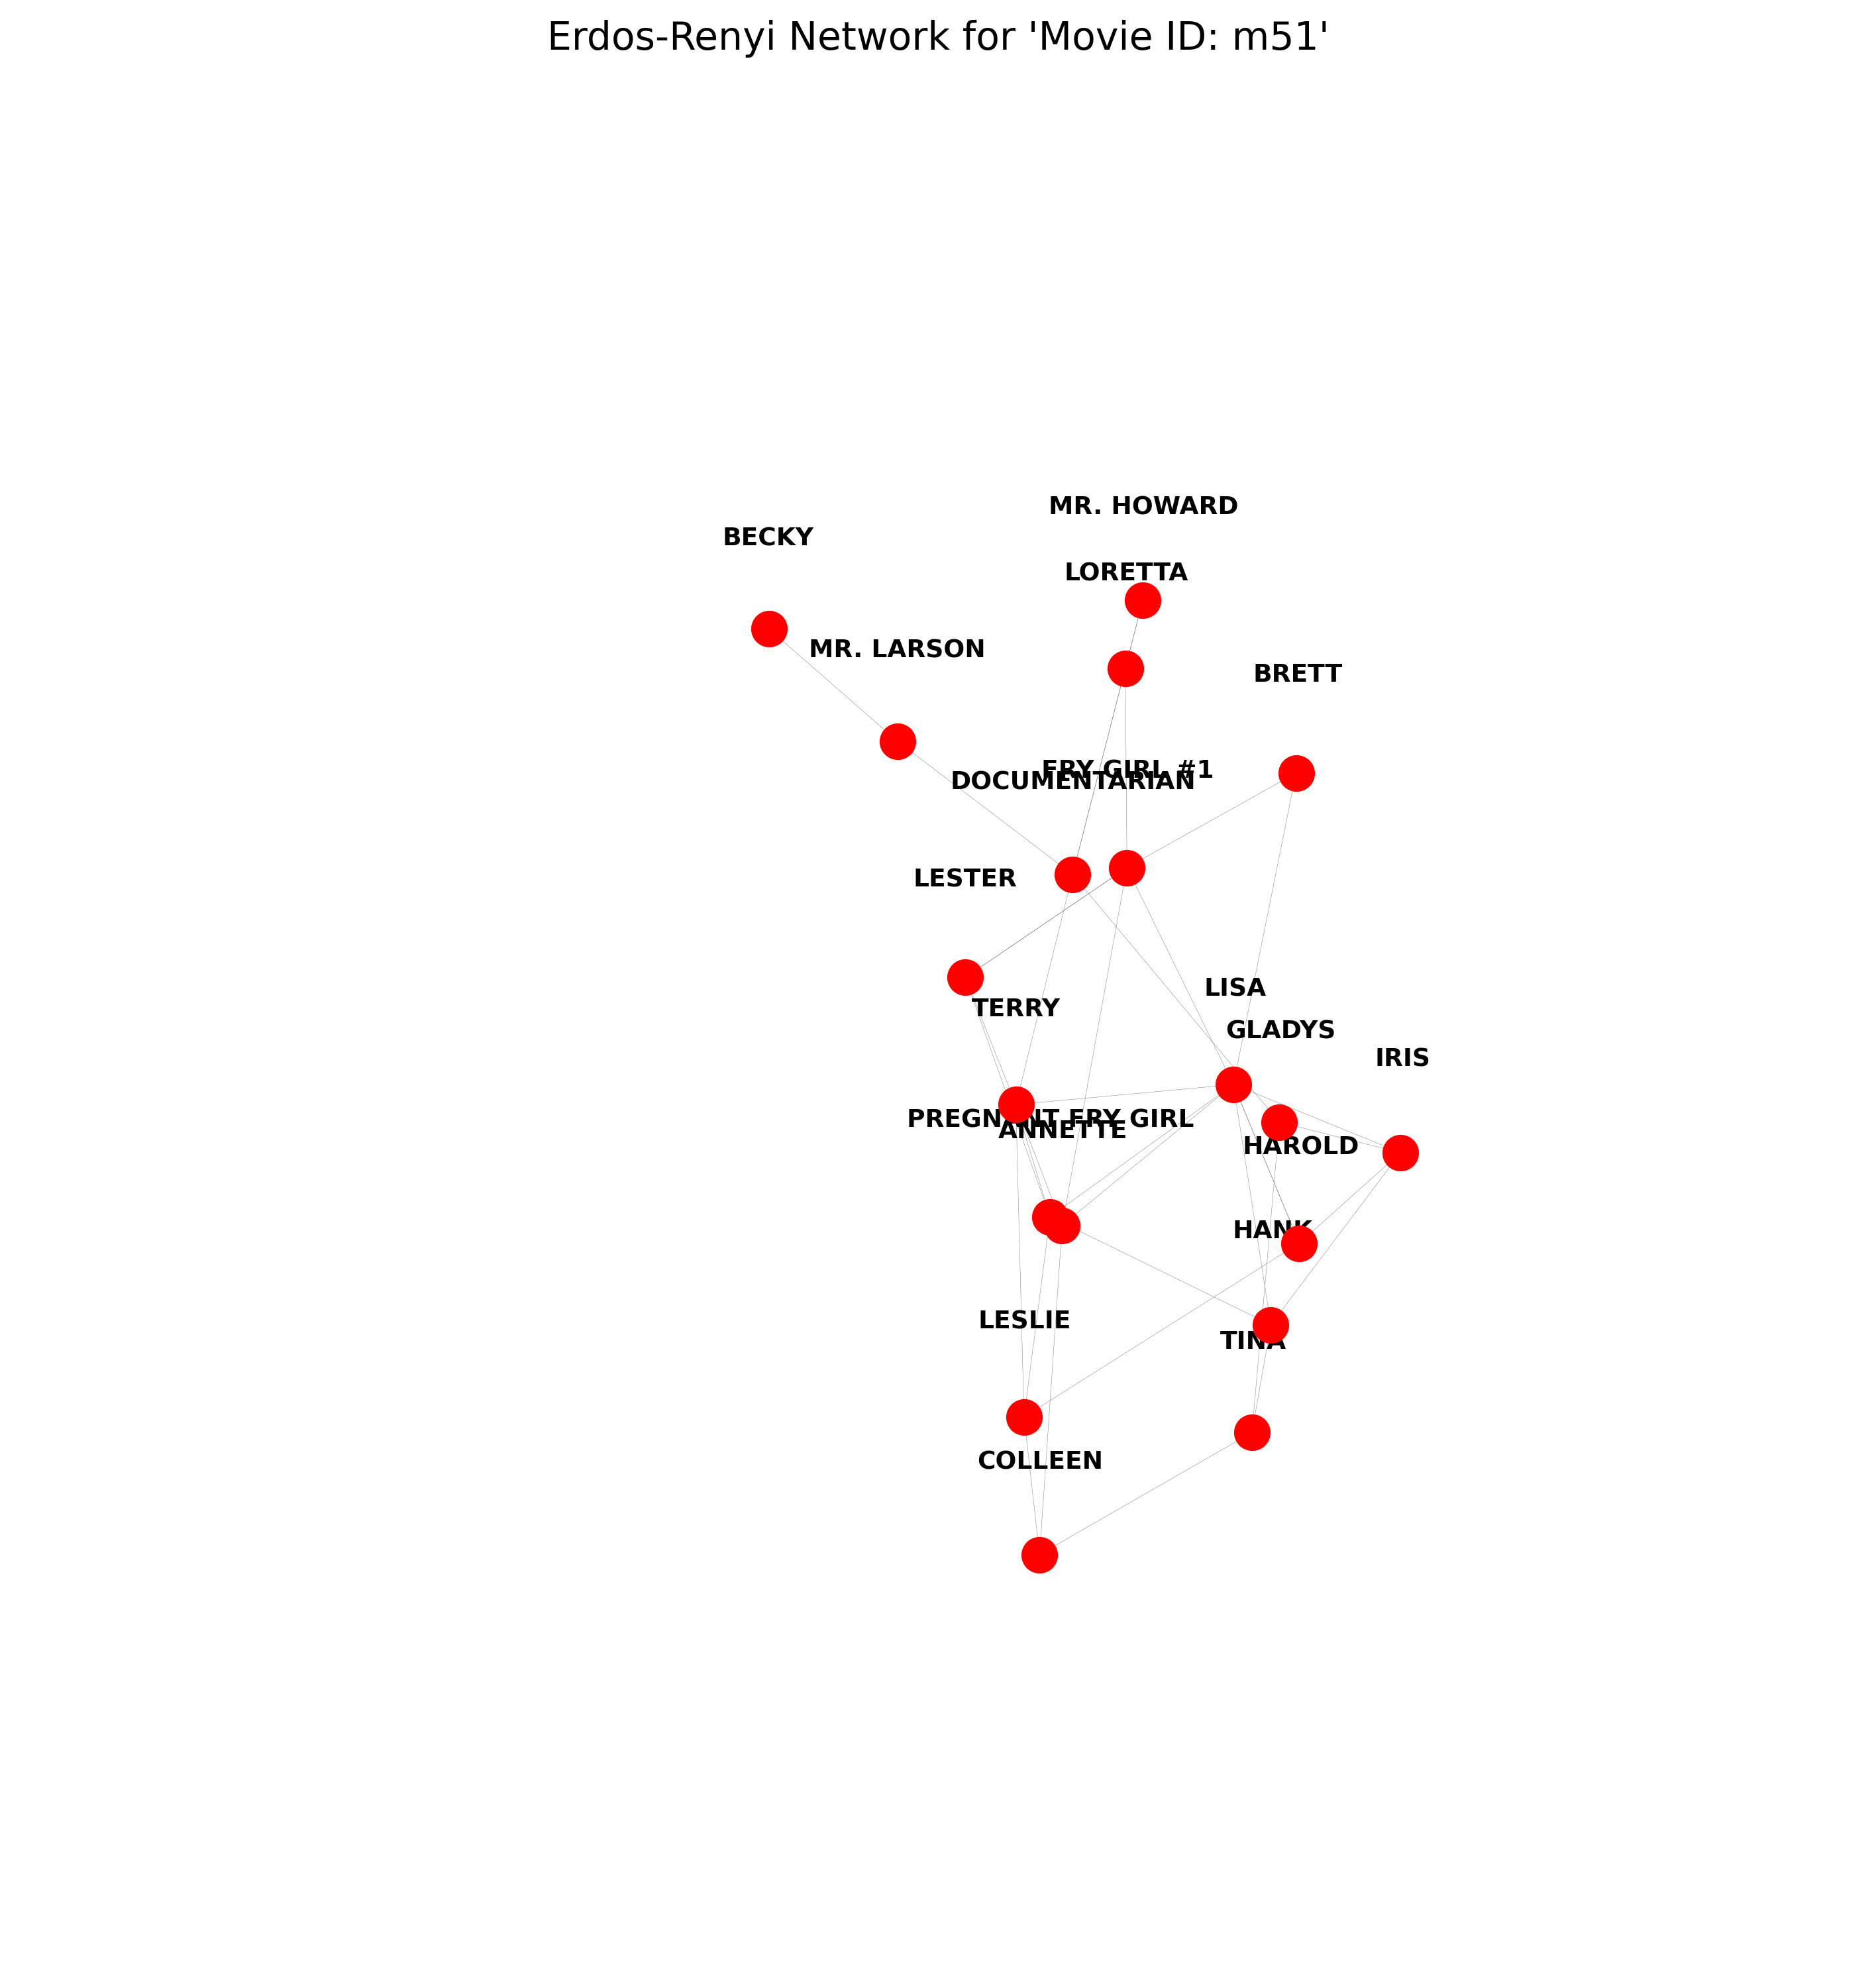 Erdos-Renyi Network for 'Movie ID: m51'
MR. HOWARD
BECKY
LORETTA
MR. LARSON
BRETT
FRY GIRL #1
DOCUMENTARIAN
LESTER
LISA
TERRY
GLADYS
IRIS
PREGNANT FRY GIRL
ANNETTE
HAROLD
HANK
LESLIE
TINA
COLLEEN